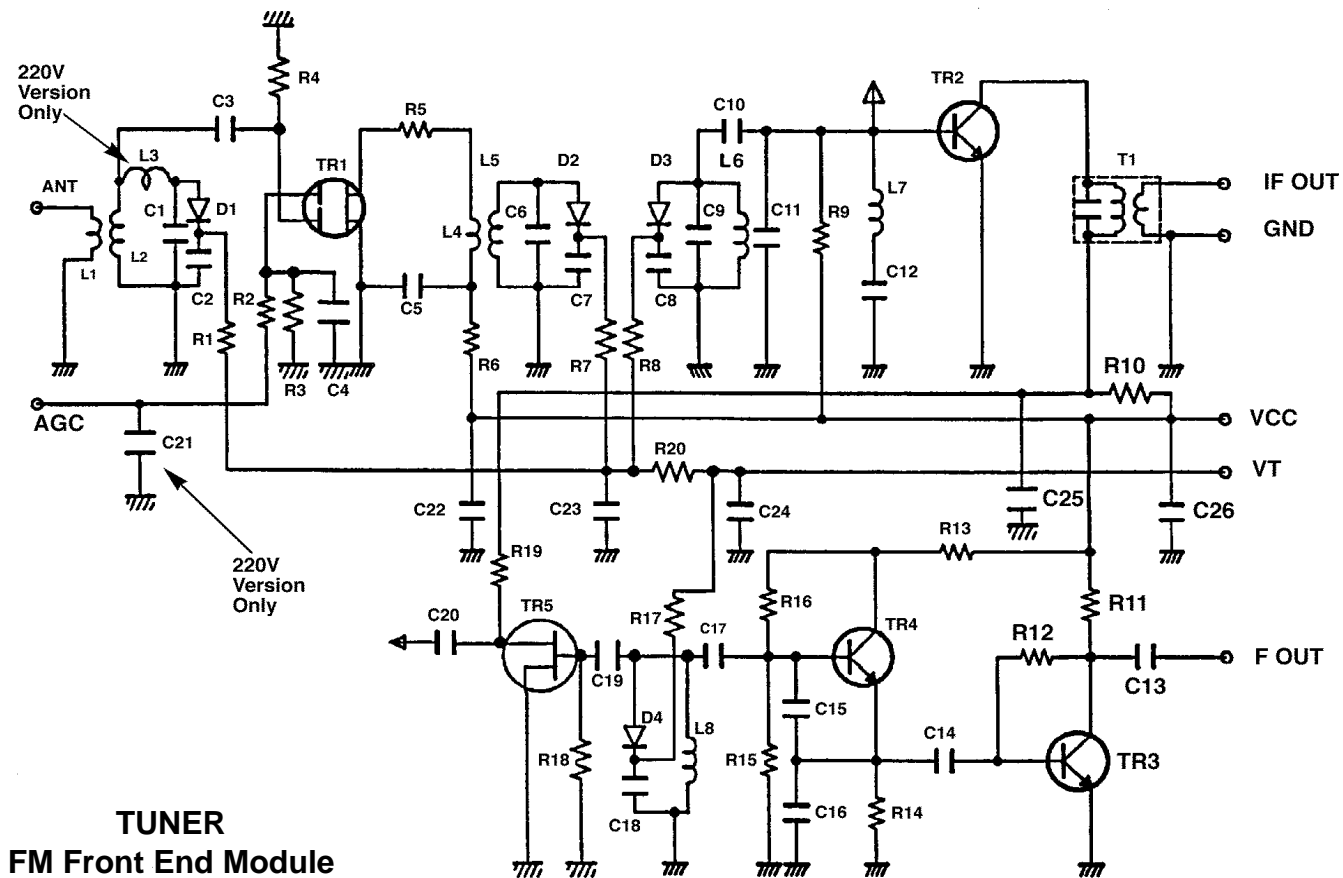 220V
Version
Only
ANT
L1
L2
L3
C1
C2
D1
R1
C3
R4
TR1
R2
R3
C4
R5
C5
L4
R6
L5
C6
D2
C7
R7
D3
C8
R8
C9
C10
L6
C11
R9
L7
C12
TR2
T1
IF OUT
GND
R10
AGC
C21
220V
Version
Only
VCC
VT
R20
C22
C23
C24
C25
C26
R19
C20
TR5
R18
C19
D4
C18
R17
L8
C17
R16
R15
C15
C16
TR4
R14
R13
C14
R12
R11
TR3
C13
F OUT
TUNER
FM Front End Module